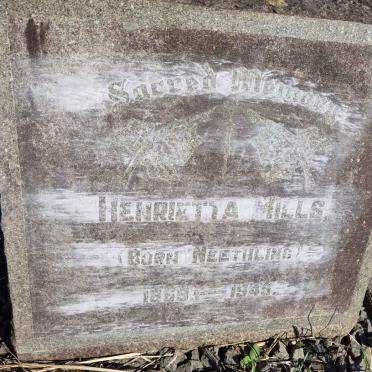 Sacred Memory
HENRIETTA MILLS.
(BORN NEETHLING)